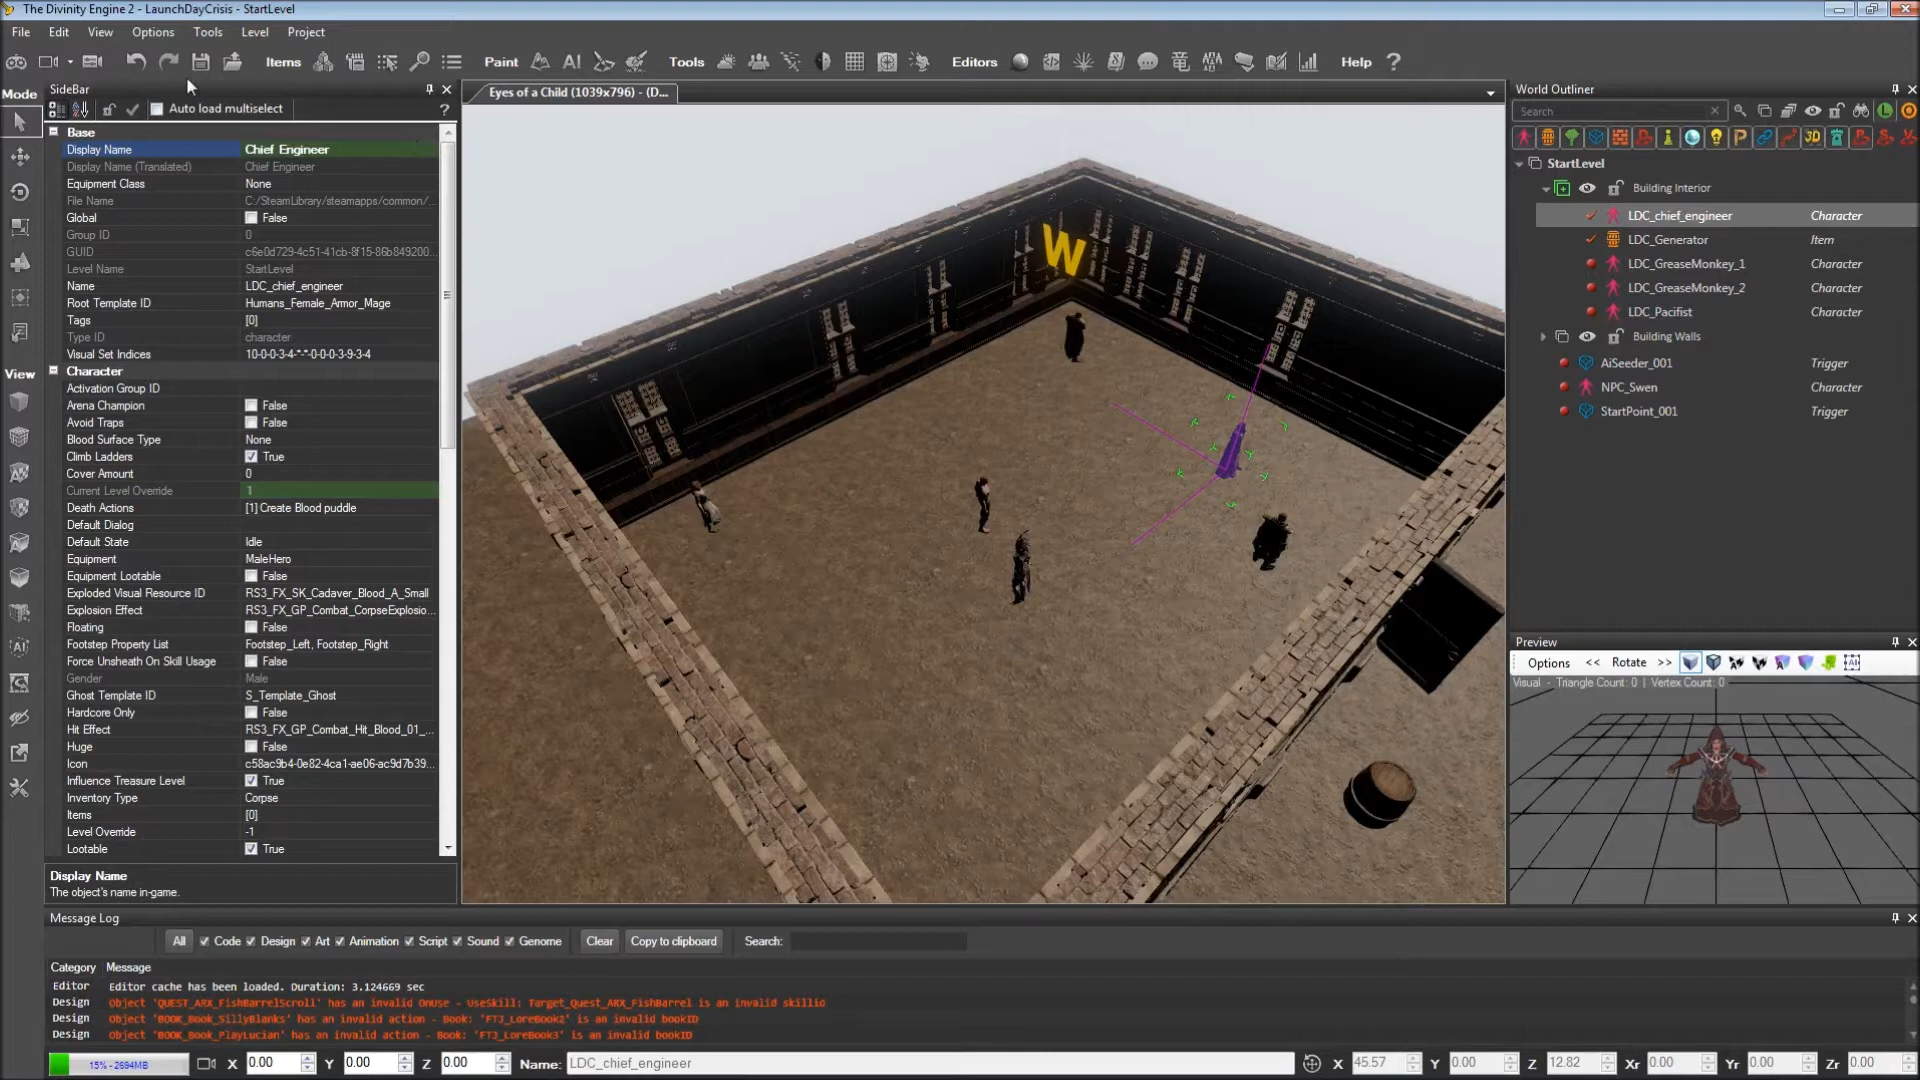 The Divinity Engine 2 - LaunchDayCrisis - StartLevel
File Edit View Options Tools Level Project
Items Paint AI Tools Editors Help ?
Mode
SideBar
Auto load multiselect ?
Base
Display Name Chief Engineer
Display Name (Translated) Chief Engineer
Equipment Class None
File Name C:/SteamLibrary/steamapps/common/...
Global False
Group ID 0
GUID c6e0d729-4c51-41cb-8f15-86b849200...
Level Name StartLevel
Name LDC_chief_engineer
Root Template ID Humans_Female_Armor_Mage
Tags [0]
Type ID character
Visual Set Indices 10-0-0-3-4-*-*-0-0-0-3-9-3-4
View
Character
Activation Group ID
Arena Champion False
Avoid Traps False
Blood Surface Type None
Climb Ladders True
Cover Amount 0
Current Level Override 1
Death Actions [1] Create Blood puddle
Default Dialog
Default State Idle
Equipment MaleHero
Equipment Lootable False
Exploded Visual Resource ID RS3_FX_SK_Cadaver_Blood_A_Small
Explosion Effect RS3_FX_GP_Combat_CorpseExplosio...
Floating False
Footstep Property List Footstep_Left, Footstep_Right
Force Unsheath On Skill Usage False
Gender Male
Ghost Template ID S_Template_Ghost
Hardcore Only False
Hit Effect RS3_FX_GP_Combat_Hit_Blood_01_...
Huge False
Icon c58ac9b4-0e82-4ca1-ae06-ac9d7b39...
Influence Treasure Level True
Inventory Type Corpse
Items [0]
Level Override -1
Lootable True
Display Name
The object's name in-game.
Eyes of a Child (1039x796) - (D...
W
World Outliner
Search
StartLevel
Building Interior
LDC_chief_engineer Character
LDC_Generator Item
LDC_GreaseMonkey_1 Character
LDC_GreaseMonkey_2 Character
LDC_Pacifist Character
Building Walls
AiSeeder_001 Trigger
NPC_Swen Character
StartPoint_001 Trigger
Preview
Options << Rotate >>
Visual - Triangle Count: 0 | Vertex Count: 0
Message Log
All Code Design Art Animation Script Sound Genome Clear Copy to clipboard Search:
Category Message
Editor Editor cache has been loaded. Duration: 3.124669 sec
Design Object 'QUEST_ARX_FishBarrelScroll' has an invalid OnUse - UseSkill: Target_Quest_ARX_FishBarrel is an invalid skillid
Design Object 'BOOK_Book_SillyBlanks' has an invalid action - Book: 'FTJ_LoreBook2' is an invalid bookID
Design Object 'BOOK_Book_PlayLucian' has an invalid action - Book: 'FTJ_LoreBook3' is an invalid bookID
15% - 2694MB X 0.00 Y 0.00 Z 0.00 Name: LDC_chief_engineer X 45.57 Y 0.00 Z 12.82 Xr 0.00 Yr 0.00 Zr 0.00